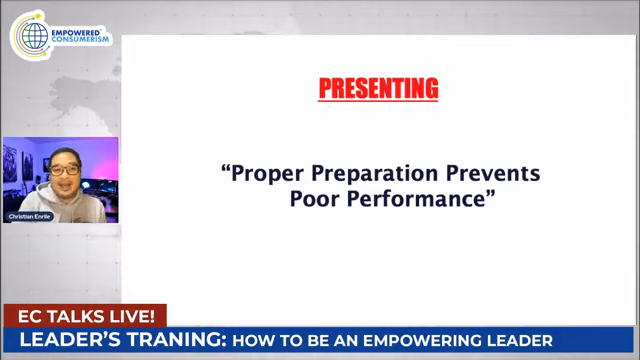 EMPOWERED
CONSUMERISM
PRESENTING
“Proper Preparation Prevents
Poor Performance”
Christian Enrile
EC TALKS LIVE!
LEADER’S TRANING: HOW TO BE AN EMPOWERING LEADER